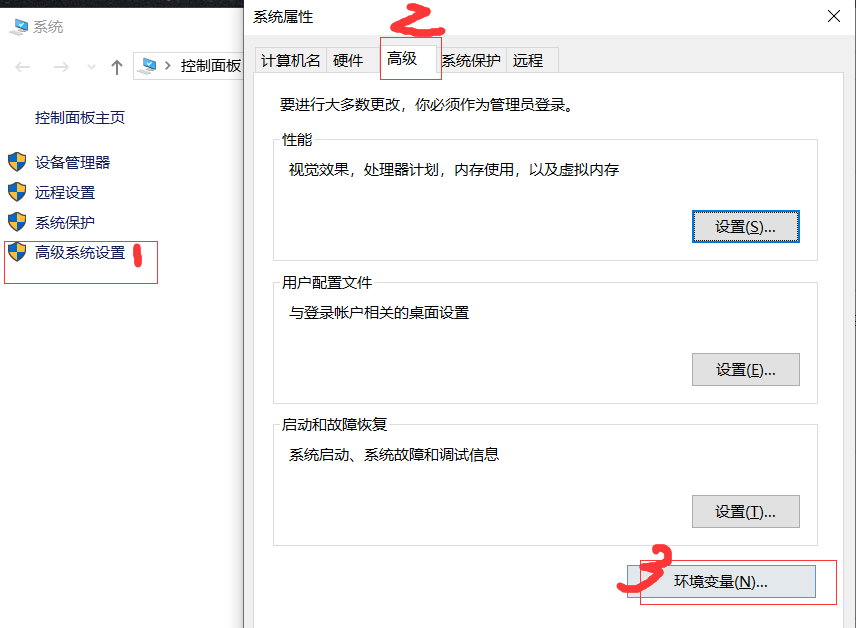 系统
控制面板
控制面板主页
设备管理器
远程设置
系统保护
高级系统设置
1
系统属性
2
计算机名 硬件 高级 系统保护 远程
要进行大多数更改，你必须作为管理员登录。
性能
视觉效果，处理器计划，内存使用，以及虚拟内存
设置(S)...
用户配置文件
与登录帐户相关的桌面设置
设置(E)...
启动和故障恢复
系统启动、系统故障和调试信息
设置(T)...
3
环境变量(N)...